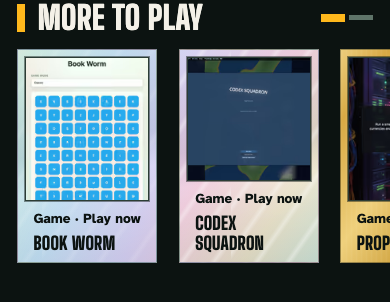 MORE TO PLAY
Book Worm
CODEX SQUADRON
Game · Play now
BOOK WORM
Game · Play now
CODEX
SQUADRON
Game
PROP